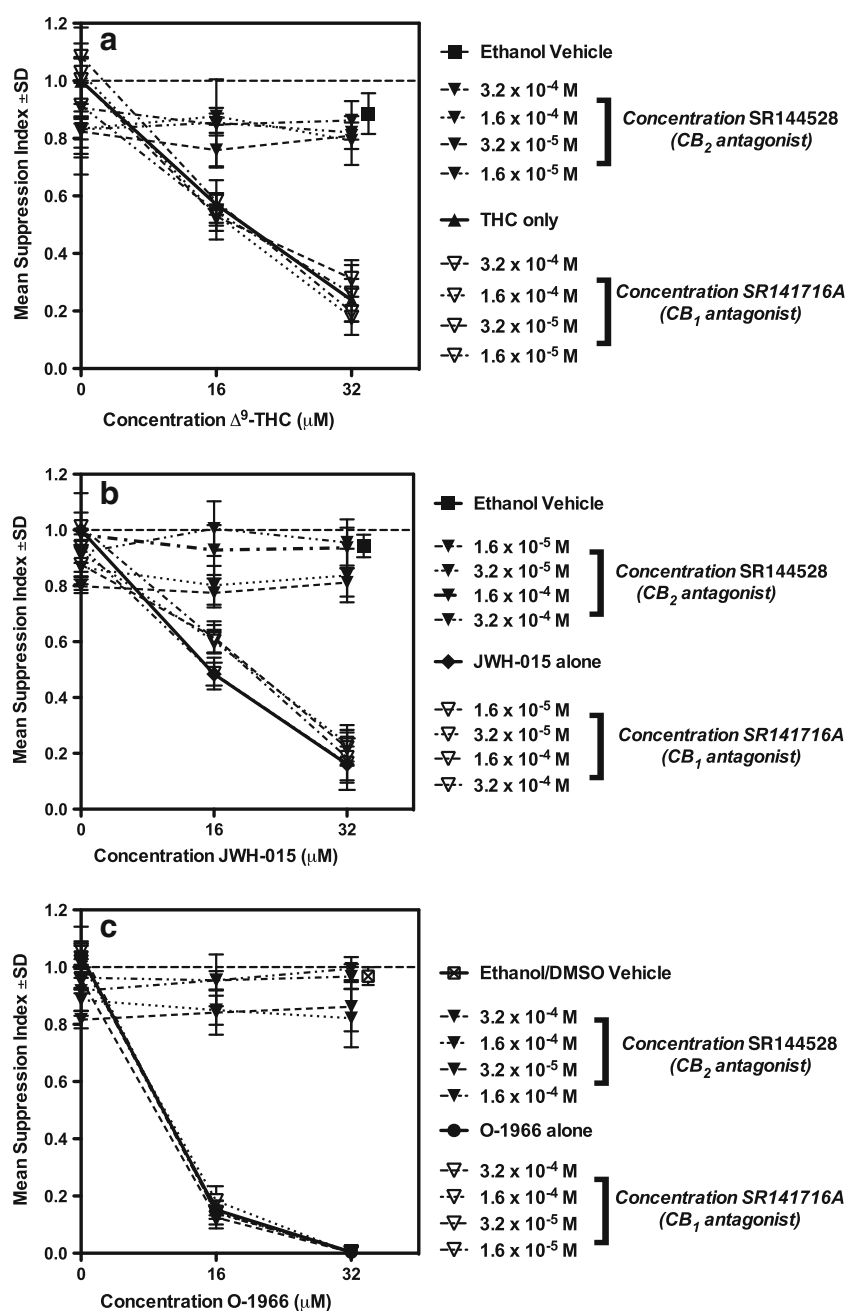 a
Mean Suppression Index ±SD
1.2
1.0
0.8
0.6
0.4
0.2
0.0
0 16 32
Concentration Δ⁹-THC (μM)
Ethanol Vehicle
3.2 x 10⁻⁴ M
1.6 x 10⁻⁴ M
3.2 x 10⁻⁵ M
1.6 x 10⁻⁵ M
Concentration SR144528
(CB₂ antagonist)
THC only
3.2 x 10⁻⁴ M
1.6 x 10⁻⁴ M
3.2 x 10⁻⁵ M
1.6 x 10⁻⁵ M
Concentration SR141716A
(CB₁ antagonist)
b
Mean Suppression Index ±SD
1.2
1.0
0.8
0.6
0.4
0.2
0.0
0 16 32
Concentration JWH-015 (μM)
Ethanol Vehicle
1.6 x 10⁻⁵ M
3.2 x 10⁻⁵ M
1.6 x 10⁻⁴ M
3.2 x 10⁻⁴ M
Concentration SR144528
(CB₂ antagonist)
JWH-015 alone
1.6 x 10⁻⁵ M
3.2 x 10⁻⁵ M
1.6 x 10⁻⁴ M
3.2 x 10⁻⁴ M
Concentration SR141716A
(CB₁ antagonist)
c
Mean Suppression Index ±SD
1.2
1.0
0.8
0.6
0.4
0.2
0.0
0 16 32
Concentration O-1966 (μM)
Ethanol/DMSO Vehicle
3.2 x 10⁻⁴ M
1.6 x 10⁻⁴ M
3.2 x 10⁻⁵ M
1.6 x 10⁻⁴ M
Concentration SR144528
(CB₂ antagonist)
O-1966 alone
3.2 x 10⁻⁴ M
1.6 x 10⁻⁴ M
3.2 x 10⁻⁵ M
1.6 x 10⁻⁵ M
Concentration SR141716A
(CB₁ antagonist)